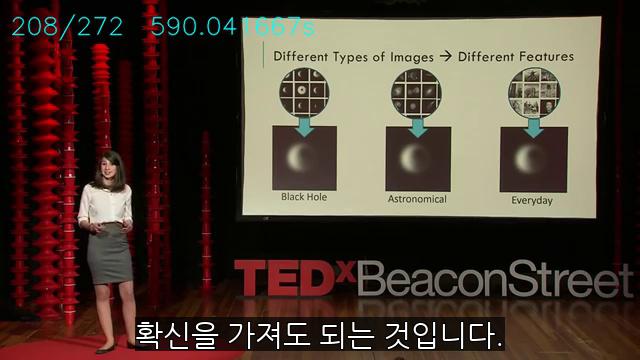 208/272 590.041667s
Different Types of Images → Different Features
Black Hole
Astronomical
Everyday
TEDxBeaconStreet
확신을 가져도 되는 것입니다.